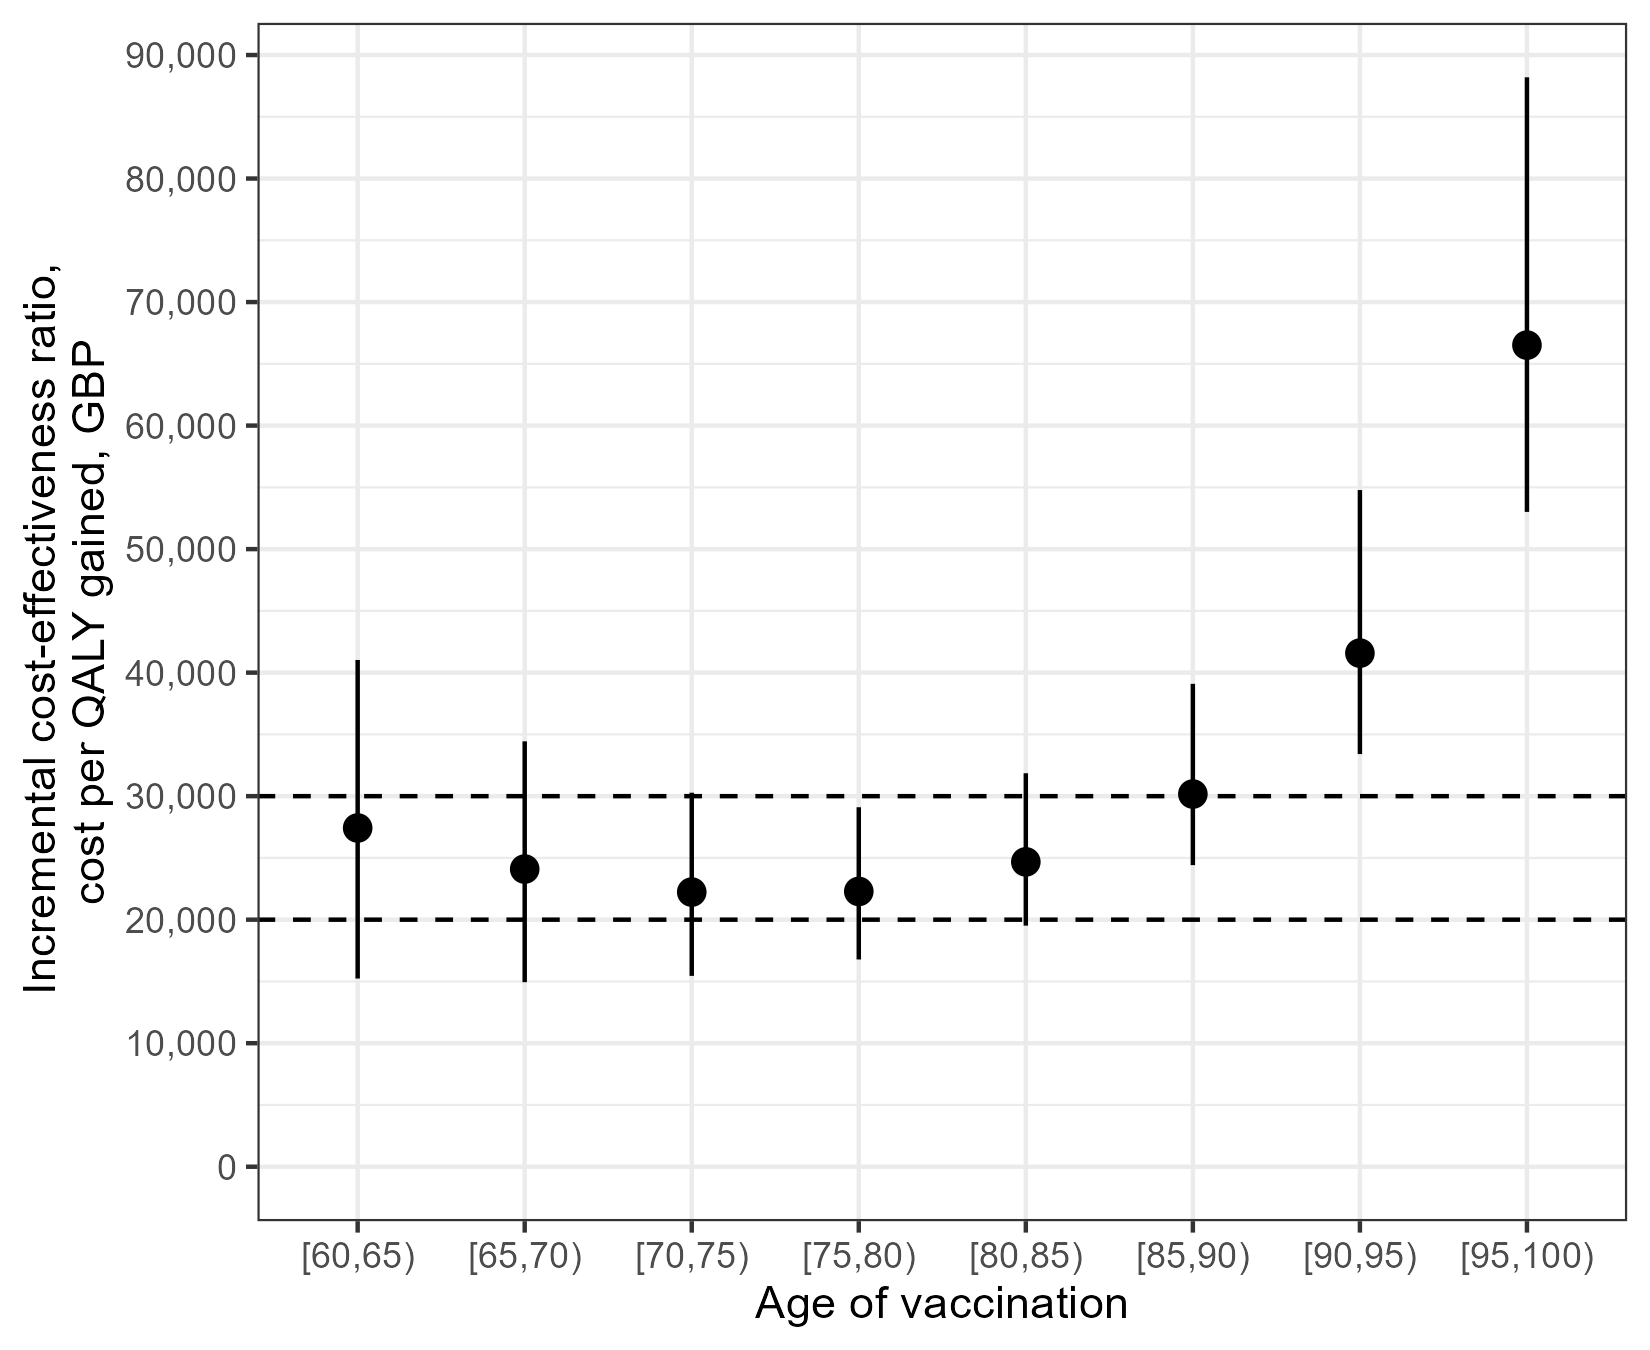 Incremental cost-effectiveness ratio,
cost per QALY gained, GBP
90,000
80,000
70,000
60,000
50,000
40,000
30,000
20,000
10,000
0
[60,65) [65,70) [70,75) [75,80) [80,85) [85,90) [90,95) [95,100)
Age of vaccination